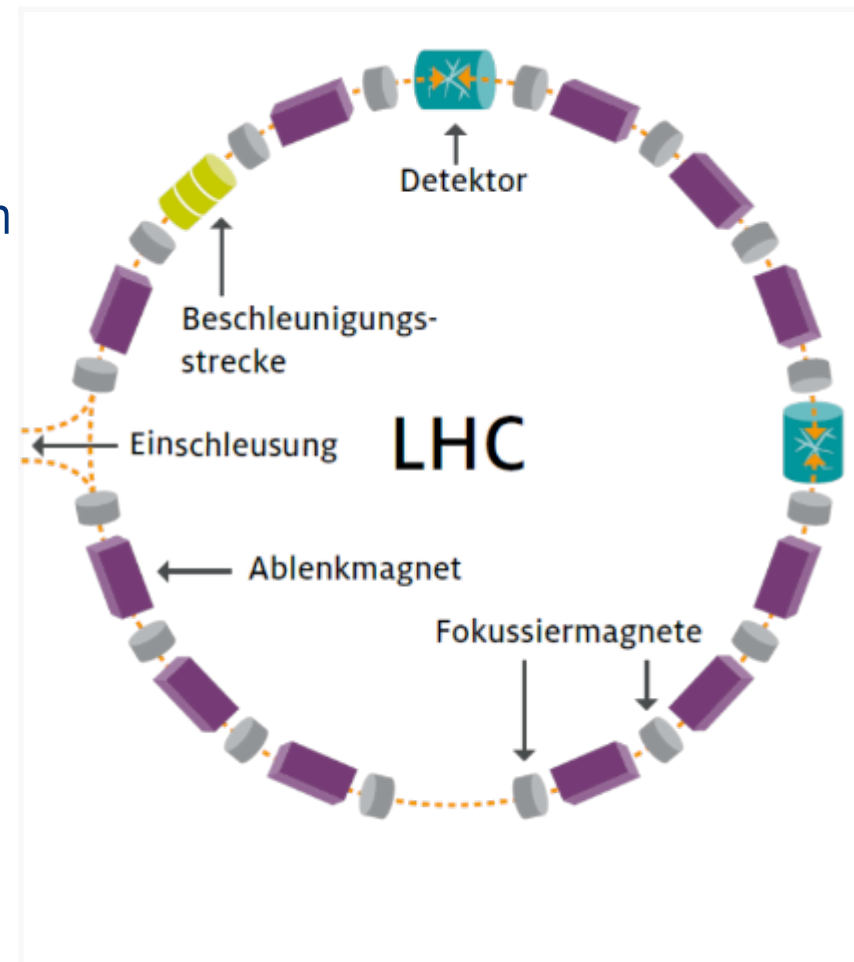 Detektor
Beschleunigungs-
strecke
Einschleusung
LHC
Ablenkmagnet
Fokussiermagnete